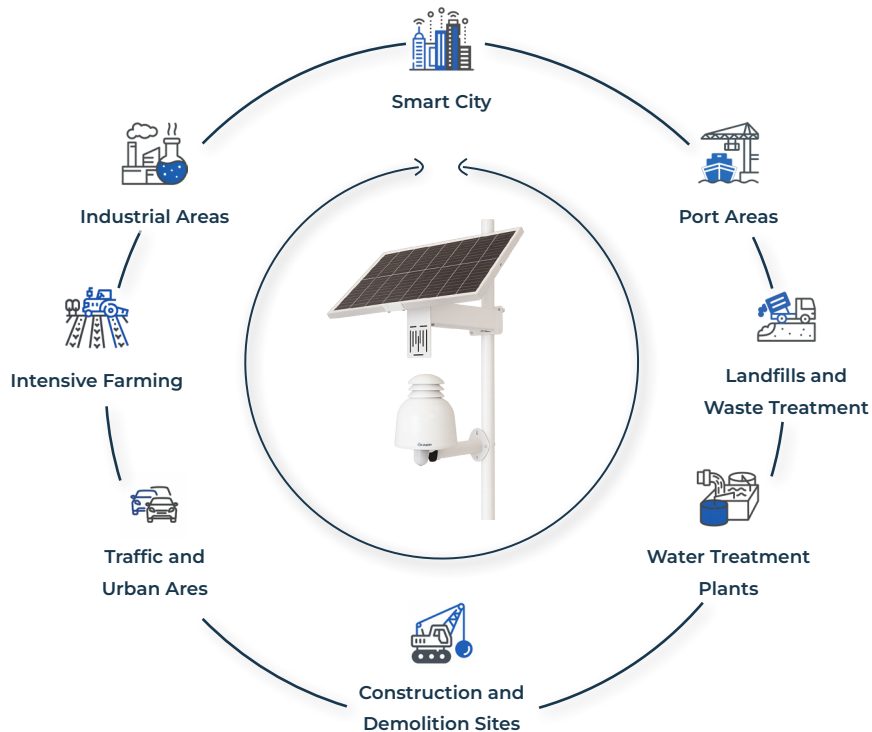 Smart City
Industrial Areas
Port Areas
Intensive Farming
Landfills and
Waste Treatment
Traffic and
Urban Ares
Water Treatment
Plants
Construction and
Demolition Sites